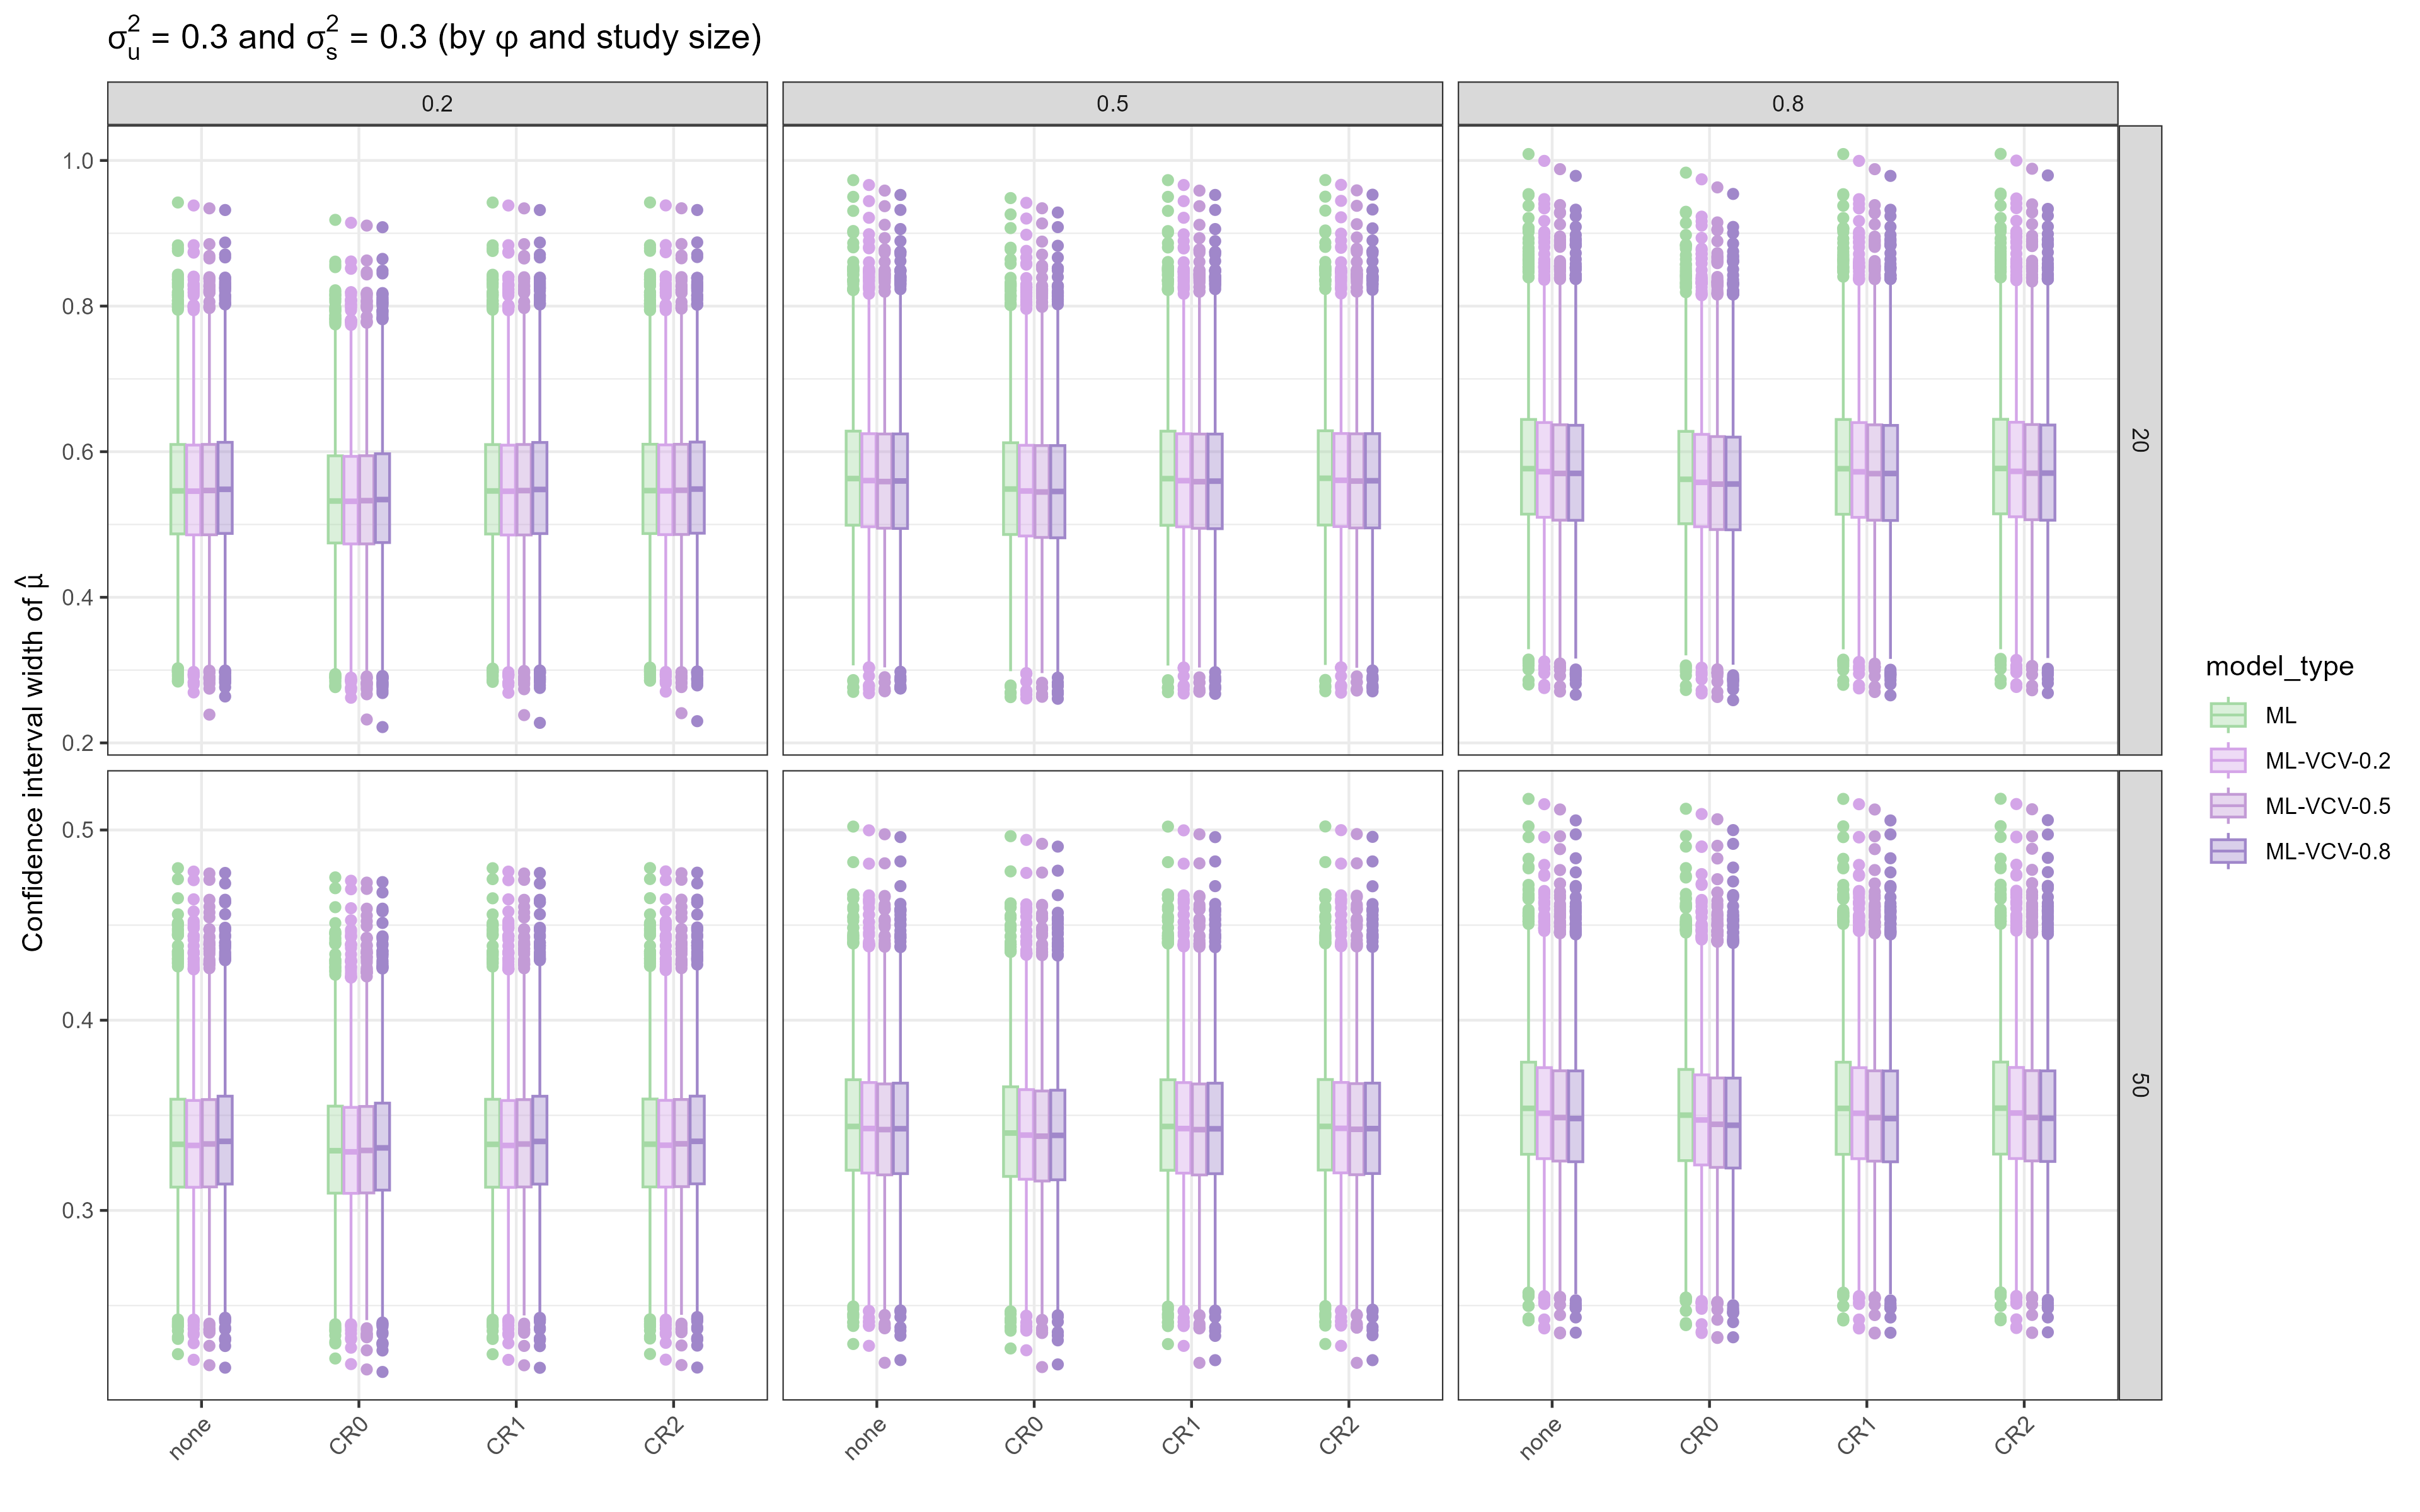 σ²ᵤ = 0.3 and σ²ₛ = 0.3 (by φ and study size)
0.2 0.5 0.8
1.0
0.8
0.6
0.4
0.2
20
Confidence interval width of μ̂
0.5
0.4
0.3
50
none CR0 CR1 CR2 none CR0 CR1 CR2 none CR0 CR1 CR2
model_type
ML
ML-VCV-0.2
ML-VCV-0.5
ML-VCV-0.8